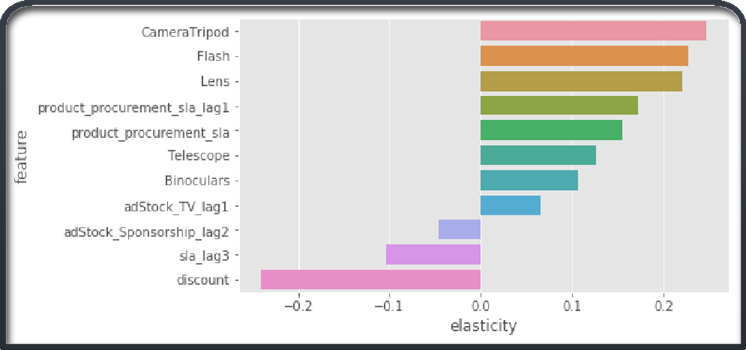 CameraTripod
Flash
Lens
product_procurement_sla_lag1
product_procurement_sla
Telescope
Binoculars
adStock_TV_lag1
adStock_Sponsorship_lag2
sla_lag3
discount
feature
−0.2 −0.1 0.0 0.1 0.2
elasticity